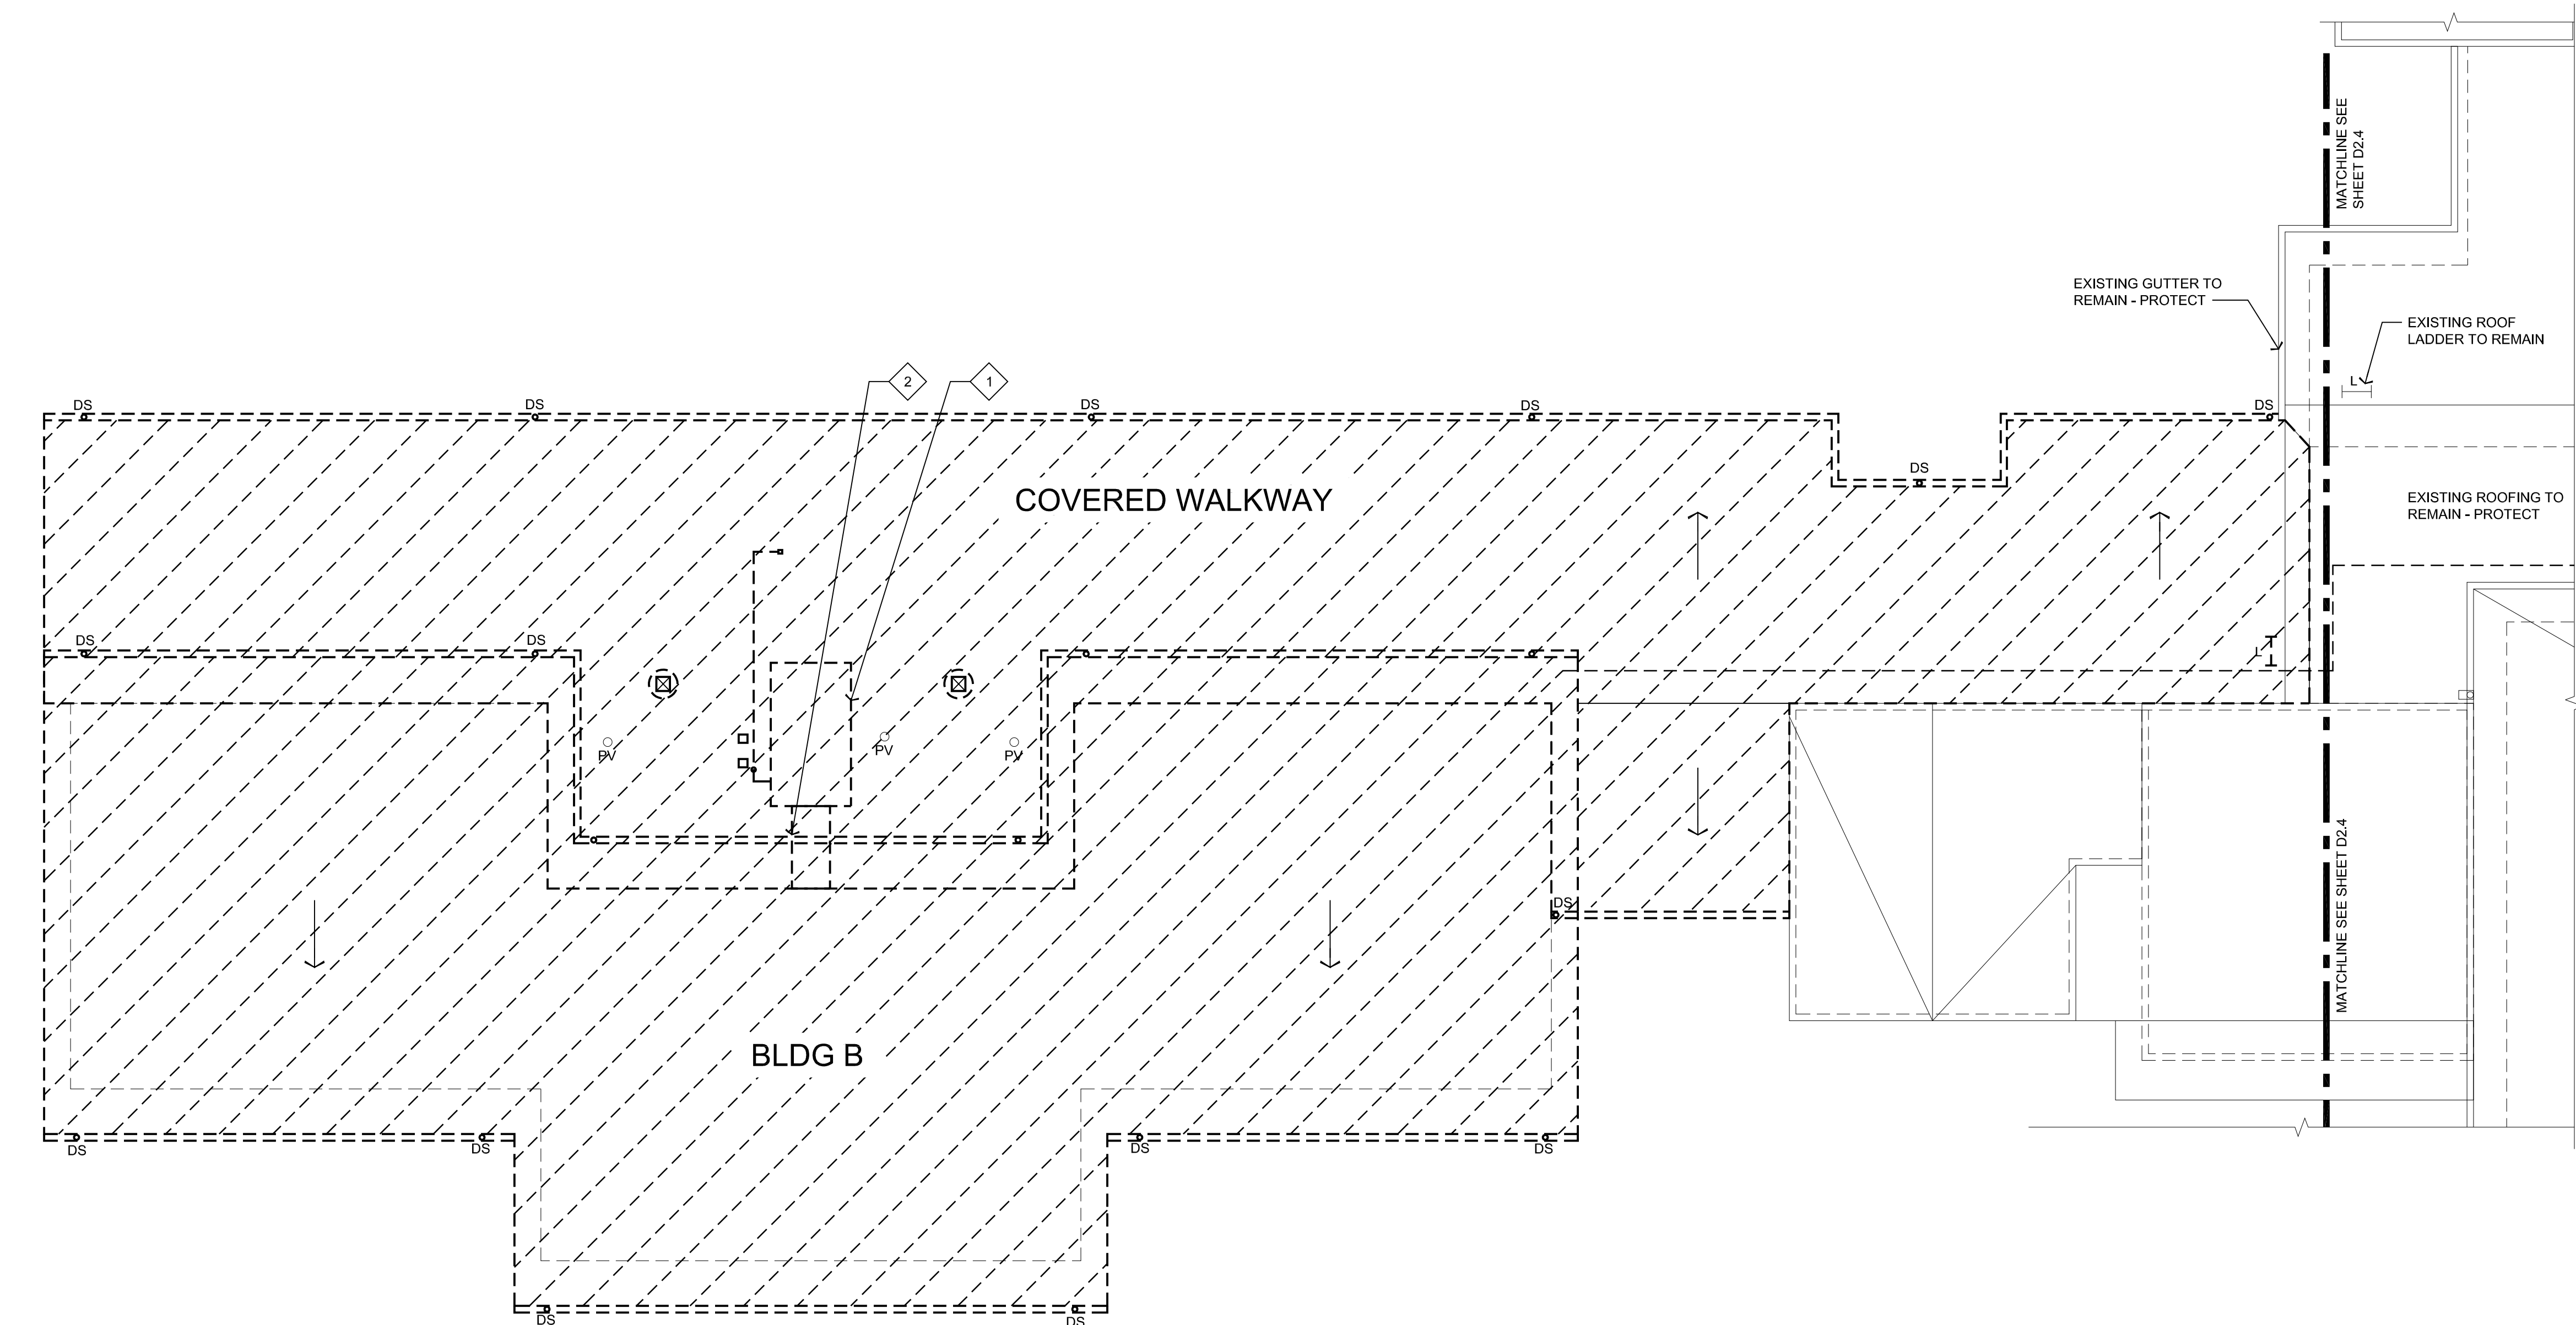 MATCHLINE SEE
SHEET D2.4
EXISTING GUTTER TO
REMAIN - PROTECT
EXISTING ROOF
LADDER TO REMAIN
L
2
1
DS
DS
DS
DS
DS
DS
COVERED WALKWAY
EXISTING ROOFING TO
REMAIN - PROTECT
DS
DS
L
PV
PV
PV
DS
MATCHLINE SEE SHEET D2.4
BLDG B
DS
DS
DS
DS
DS
DS